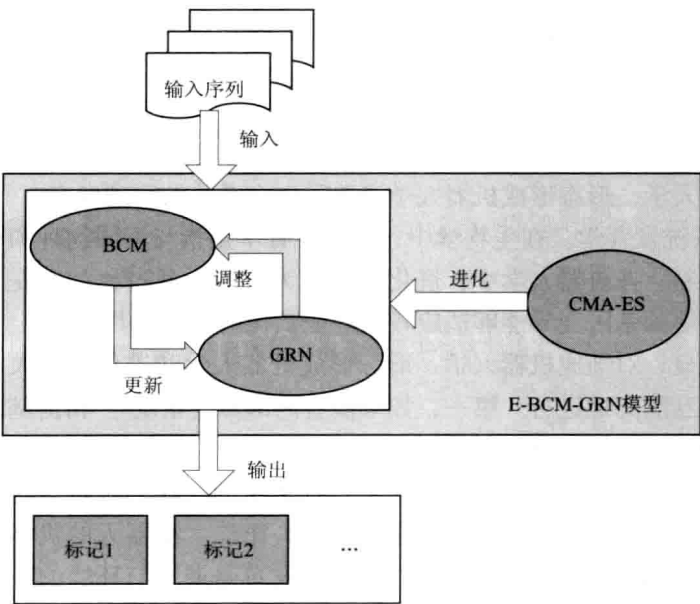 输入序列
输入
BCM
调整
进化
CMA-ES
GRN
更新
E-BCM-GRN模型
输出
标记1
标记2
...